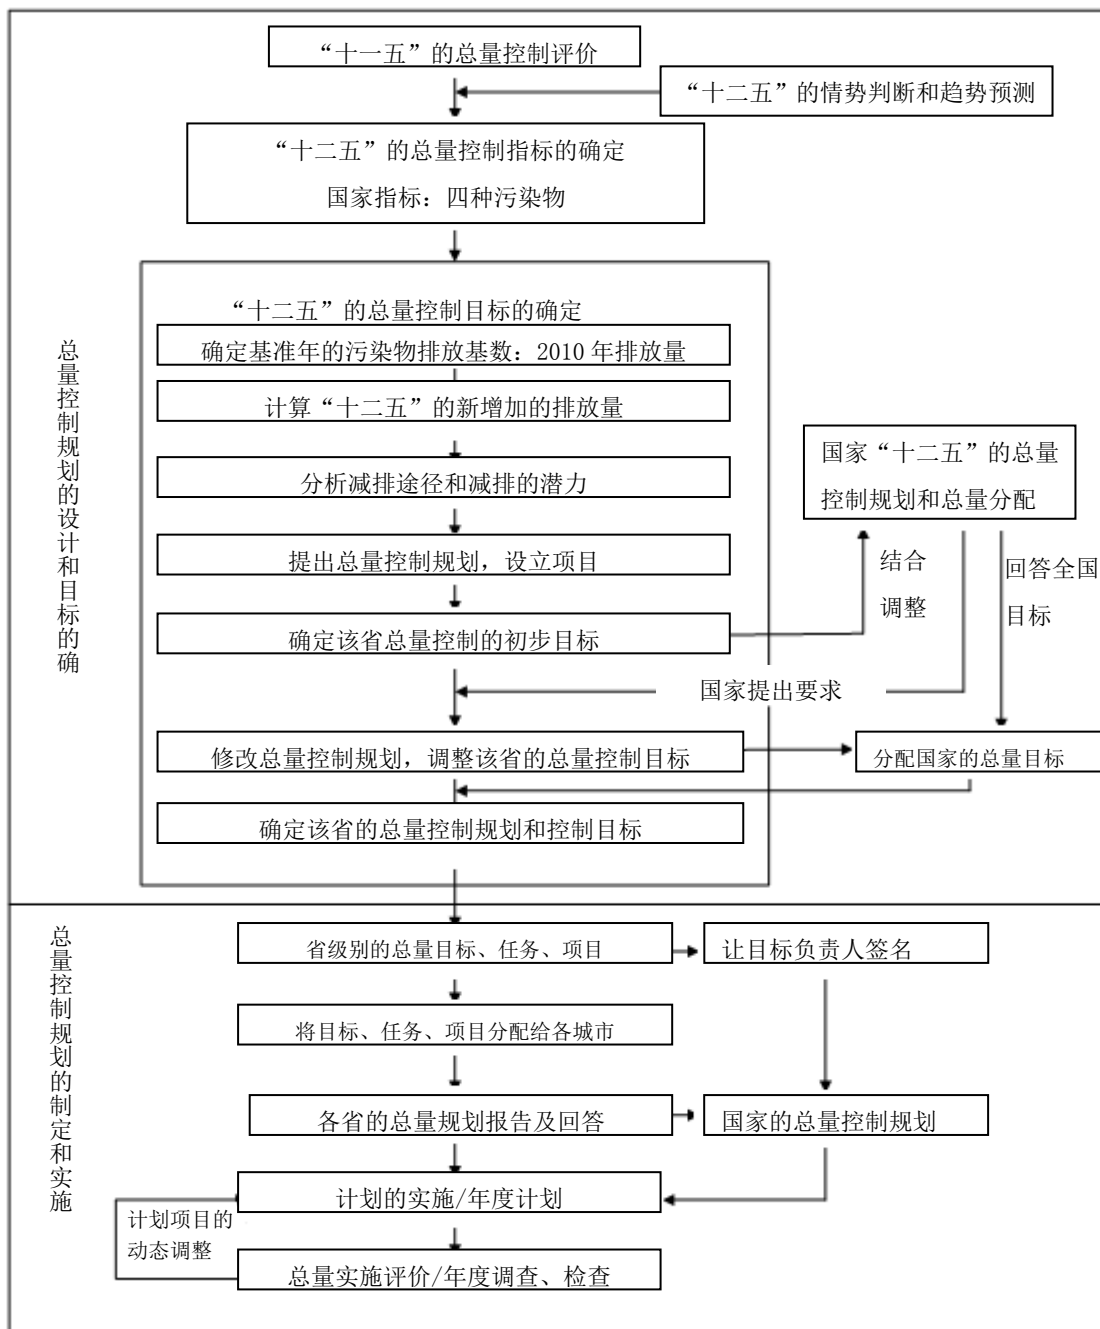 “十一五”的总量控制评价
“十二五”的情势判断和趋势预测
“十二五”的总量控制指标的确定
国家指标：四种污染物
总量控制规划的设计和目标的确
“十二五”的总量控制目标的确定
确定基准年的污染物排放基数：2010 年排放量
计算“十二五”的新增加的排放量
分析减排途径和减排的潜力
提出总量控制规划，设立项目
确定该省总量控制的初步目标
国家“十二五”的总量
控制规划和总量分配
结合
调整
回答全国
目标
国家提出要求
修改总量控制规划，调整该省的总量控制目标
分配国家的总量目标
确定该省的总量控制规划和控制目标
总量控制规划的制定和实施
省级别的总量目标、任务、项目
让目标负责人签名
将目标、任务、项目分配给各城市
各省的总量规划报告及回答
国家的总量控制规划
计划的实施/年度计划
计划项目的
动态调整
总量实施评价/年度调查、检查